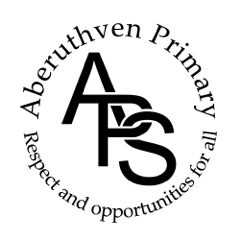 Aberuthven Primary
APS
Respect and opportunities for all